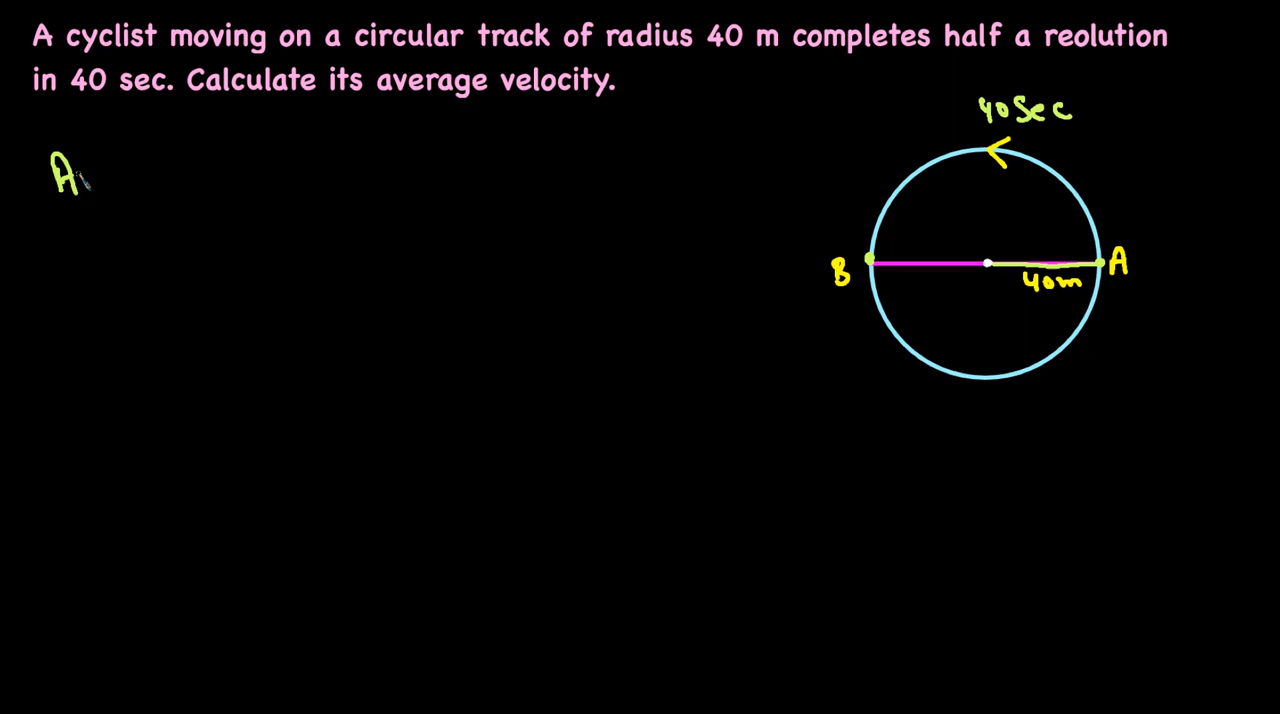 A cyclist moving on a circular track of radius 40 m completes half a reolution
in 40 sec. Calculate its average velocity.
40 Sec
A
B
A
40m